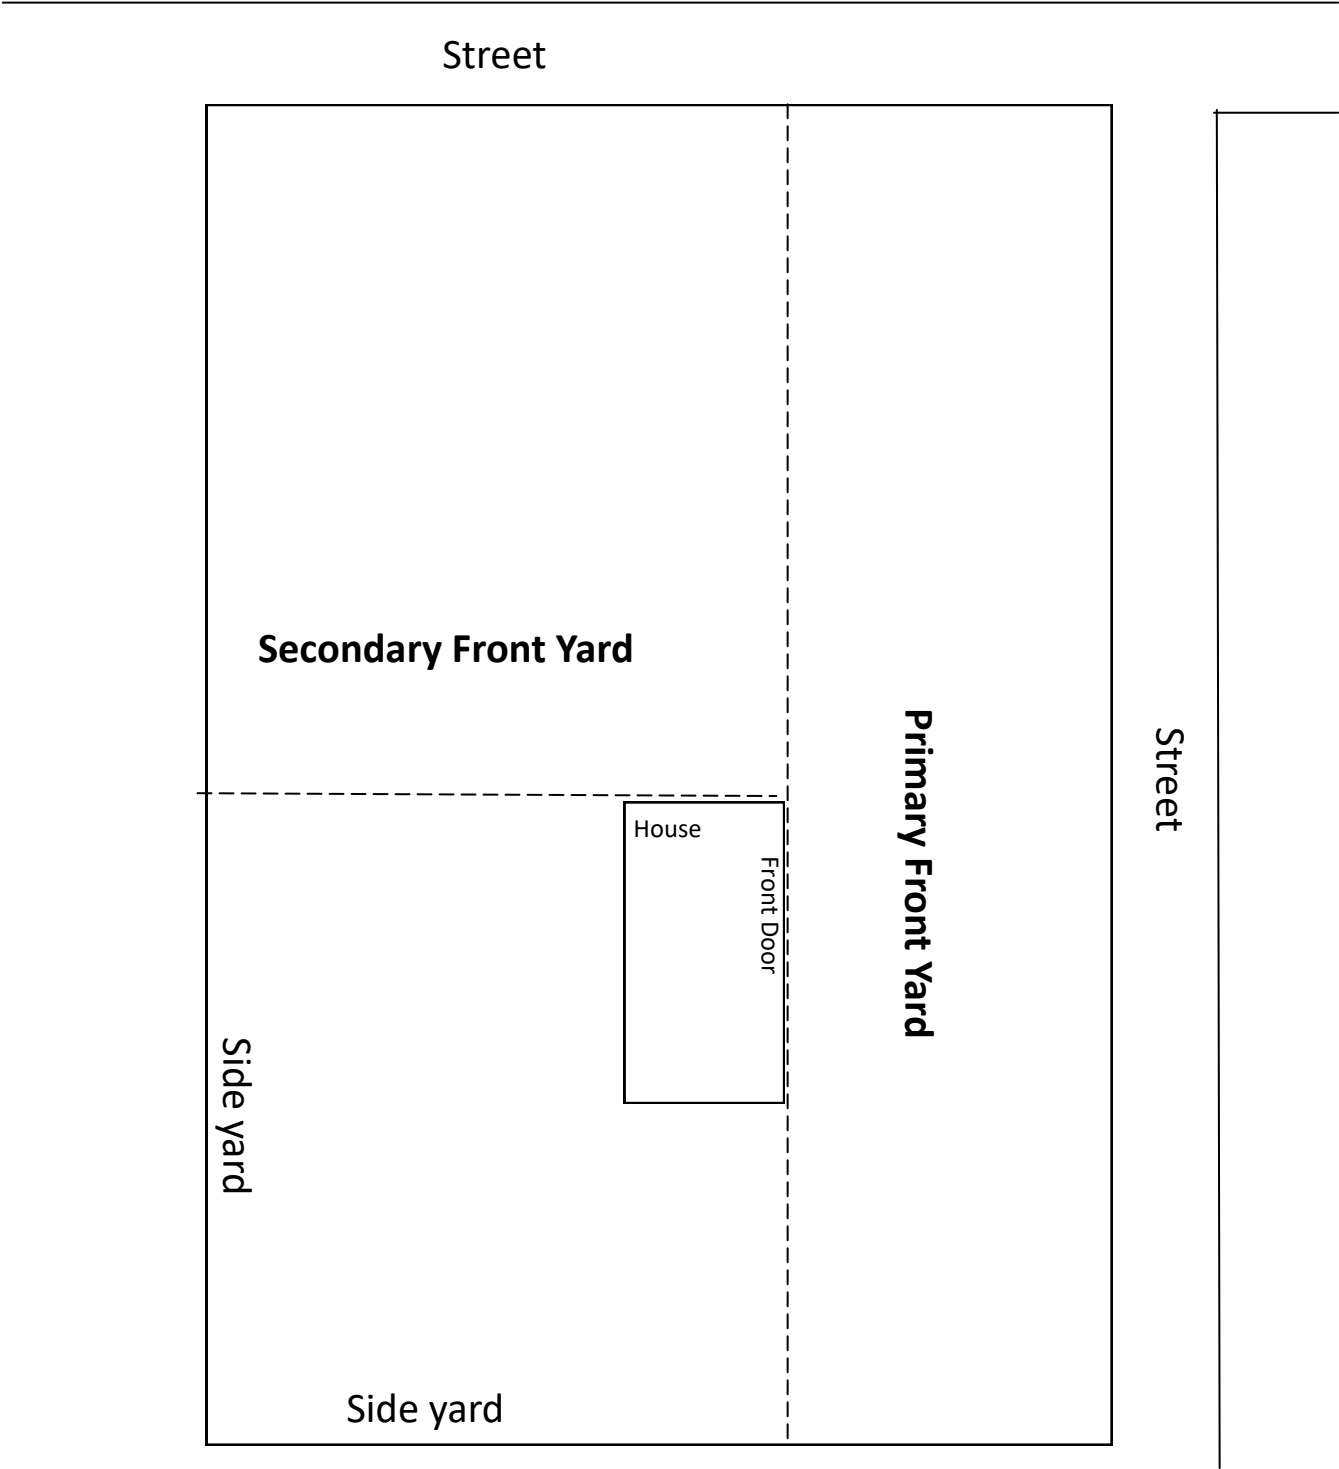 Street
Secondary Front Yard
Primary Front Yard
Street
House
Front Door
Side yard
Side yard